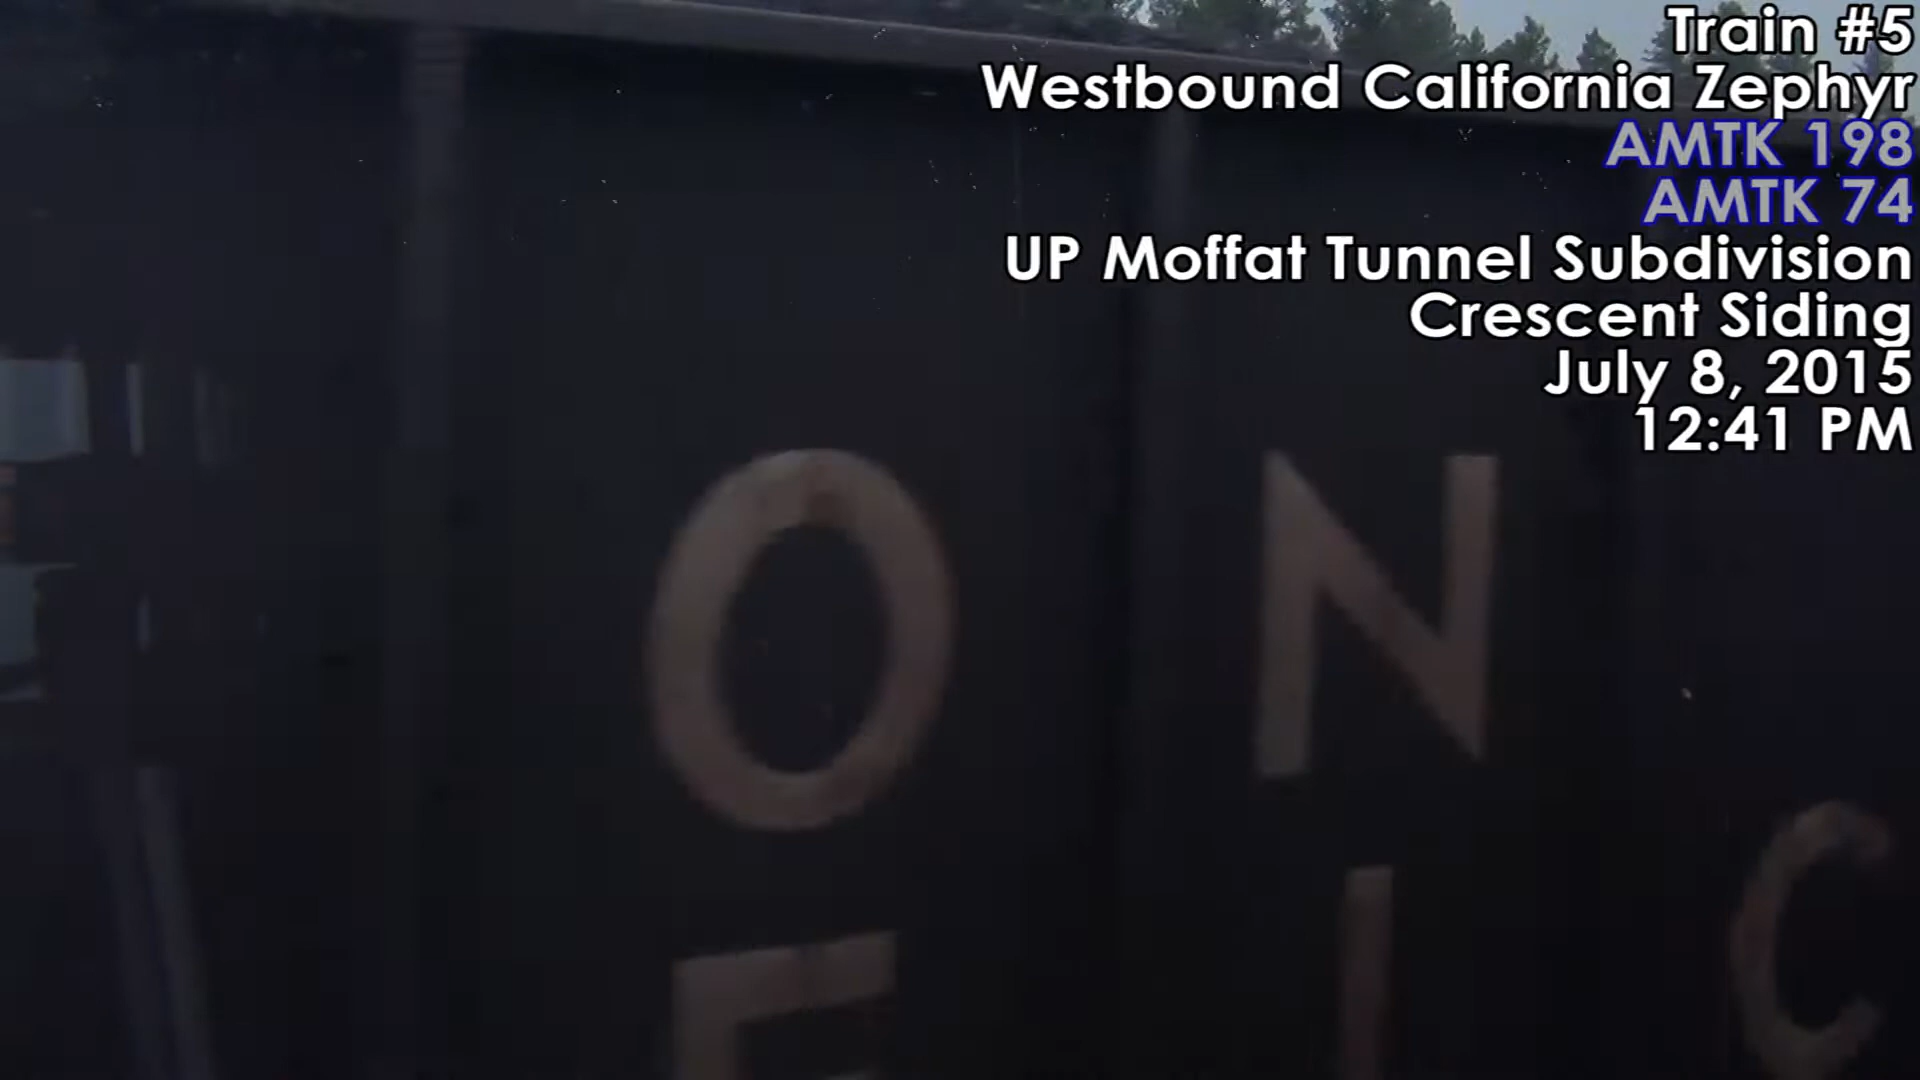 Train #5
Westbound California Zephyr
AMTK 198
AMTK 74
UP Moffat Tunnel Subdivision
Crescent Siding
July 8, 2015
12:41 PM
O N
E I C